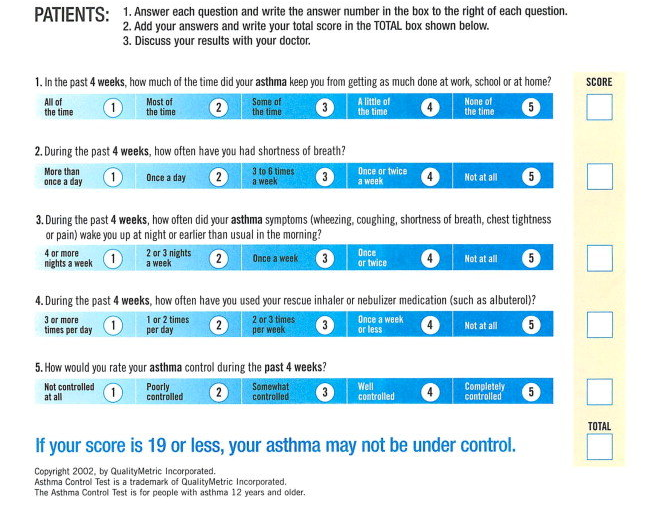 PATIENTS:
1. Answer each question and write the answer number in the box to the right of each question.
2. Add your answers and write your total score in the TOTAL box shown below.
3. Discuss your results with your doctor.
1. In the past 4 weeks, how much of the time did your asthma keep you from getting as much done at work, school or at home?
SCORE
All of the time 1 Most of the time 2 Some of the time 3 A little of the time 4 None of the time 5
2. During the past 4 weeks, how often have you had shortness of breath?
More than once a day 1 Once a day 2 3 to 6 times a week 3 Once or twice a week 4 Not at all 5
3. During the past 4 weeks, how often did your asthma symptoms (wheezing, coughing, shortness of breath, chest tightness
or pain) wake you up at night or earlier than usual in the morning?
4 or more nights a week 1 2 or 3 nights a week 2 Once a week 3 Once or twice 4 Not at all 5
4. During the past 4 weeks, how often have you used your rescue inhaler or nebulizer medication (such as albuterol)?
3 or more times per day 1 1 or 2 times per day 2 2 or 3 times per week 3 Once a week or less 4 Not at all 5
5. How would you rate your asthma control during the past 4 weeks?
Not controlled at all 1 Poorly controlled 2 Somewhat controlled 3 Well controlled 4 Completely controlled 5
TOTAL
If your score is 19 or less, your asthma may not be under control.
Copyright 2002, by QualityMetric Incorporated.
Asthma Control Test is a trademark of QualityMetric Incorporated.
The Asthma Control Test is for people with asthma 12 years and older.